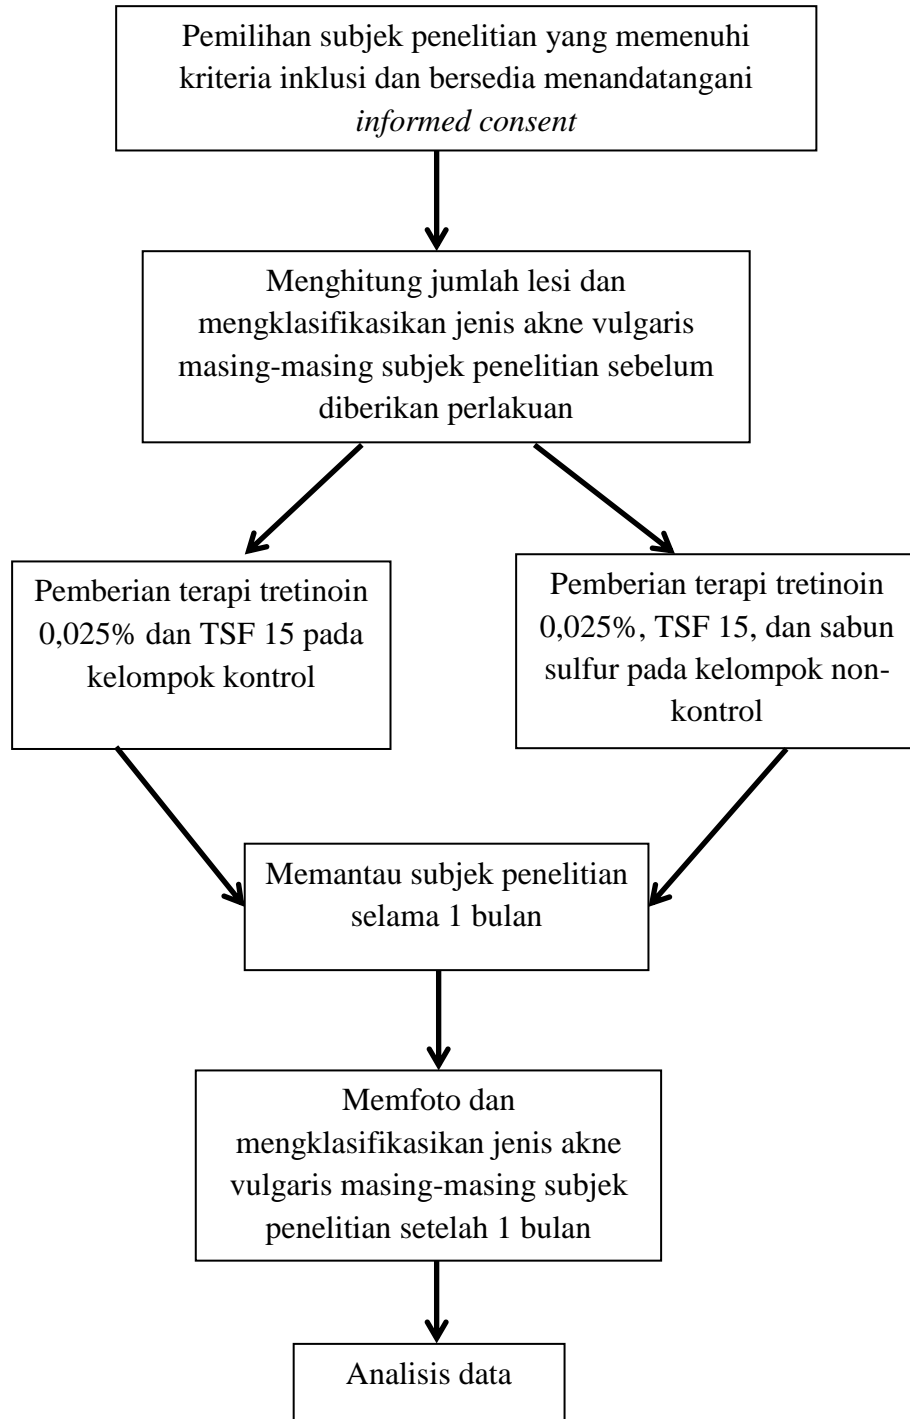 Pemilihan subjek penelitian yang memenuhi
kriteria inklusi dan bersedia menandatangani
informed consent
Menghitung jumlah lesi dan
mengklasifikasikan jenis akne vulgaris
masing-masing subjek penelitian sebelum
diberikan perlakuan
Pemberian terapi tretinoin
0,025% dan TSF 15 pada
kelompok kontrol
Pemberian terapi tretinoin
0,025%, TSF 15, dan sabun
sulfur pada kelompok non-
kontrol
Memantau subjek penelitian
selama 1 bulan
Memfoto dan
mengklasifikasikan jenis akne
vulgaris masing-masing subjek
penelitian setelah 1 bulan
Analisis data